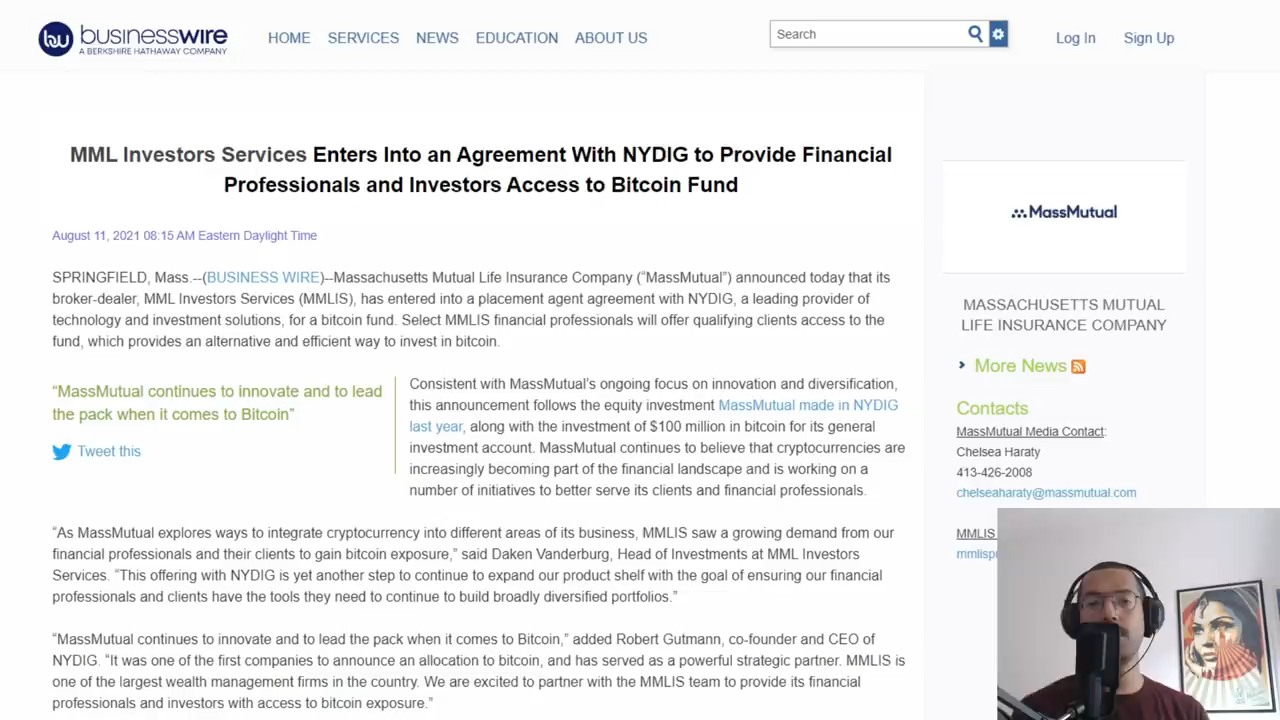 businesswire
A BERKSHIRE HATHAWAY COMPANY
HOME SERVICES NEWS EDUCATION ABOUT US
Search
Log In Sign Up
MML Investors Services Enters Into an Agreement With NYDIG to Provide Financial
Professionals and Investors Access to Bitcoin Fund
August 11, 2021 08:15 AM Eastern Daylight Time
SPRINGFIELD, Mass.--(BUSINESS WIRE)--Massachusetts Mutual Life Insurance Company (“MassMutual”) announced today that its
broker-dealer, MML Investors Services (MMLIS), has entered into a placement agent agreement with NYDIG, a leading provider of
technology and investment solutions, for a bitcoin fund. Select MMLIS financial professionals will offer qualifying clients access to the
fund, which provides an alternative and efficient way to invest in bitcoin.
“MassMutual continues to innovate and to lead
the pack when it comes to Bitcoin”
Tweet this
Consistent with MassMutual’s ongoing focus on innovation and diversification,
this announcement follows the equity investment MassMutual made in NYDIG
last year, along with the investment of $100 million in bitcoin for its general
investment account. MassMutual continues to believe that cryptocurrencies are
increasingly becoming part of the financial landscape and is working on a
number of initiatives to better serve its clients and financial professionals.
“As MassMutual explores ways to integrate cryptocurrency into different areas of its business, MMLIS saw a growing demand from our
financial professionals and their clients to gain bitcoin exposure,” said Daken Vanderburg, Head of Investments at MML Investors
Services. “This offering with NYDIG is yet another step to continue to expand our product shelf with the goal of ensuring our financial
professionals and clients have the tools they need to continue to build broadly diversified portfolios.”
“MassMutual continues to innovate and to lead the pack when it comes to Bitcoin,” added Robert Gutmann, co-founder and CEO of
NYDIG. “It was one of the first companies to announce an allocation to bitcoin, and has served as a powerful strategic partner. MMLIS is
one of the largest wealth management firms in the country. We are excited to partner with the MMLIS team to provide its financial
professionals and investors with access to bitcoin exposure.”
MassMutual
MASSACHUSETTS MUTUAL
LIFE INSURANCE COMPANY
More News
Contacts
MassMutual Media Contact:
Chelsea Haraty
413-426-2008
chelseaharaty@massmutual.com
MMLIS